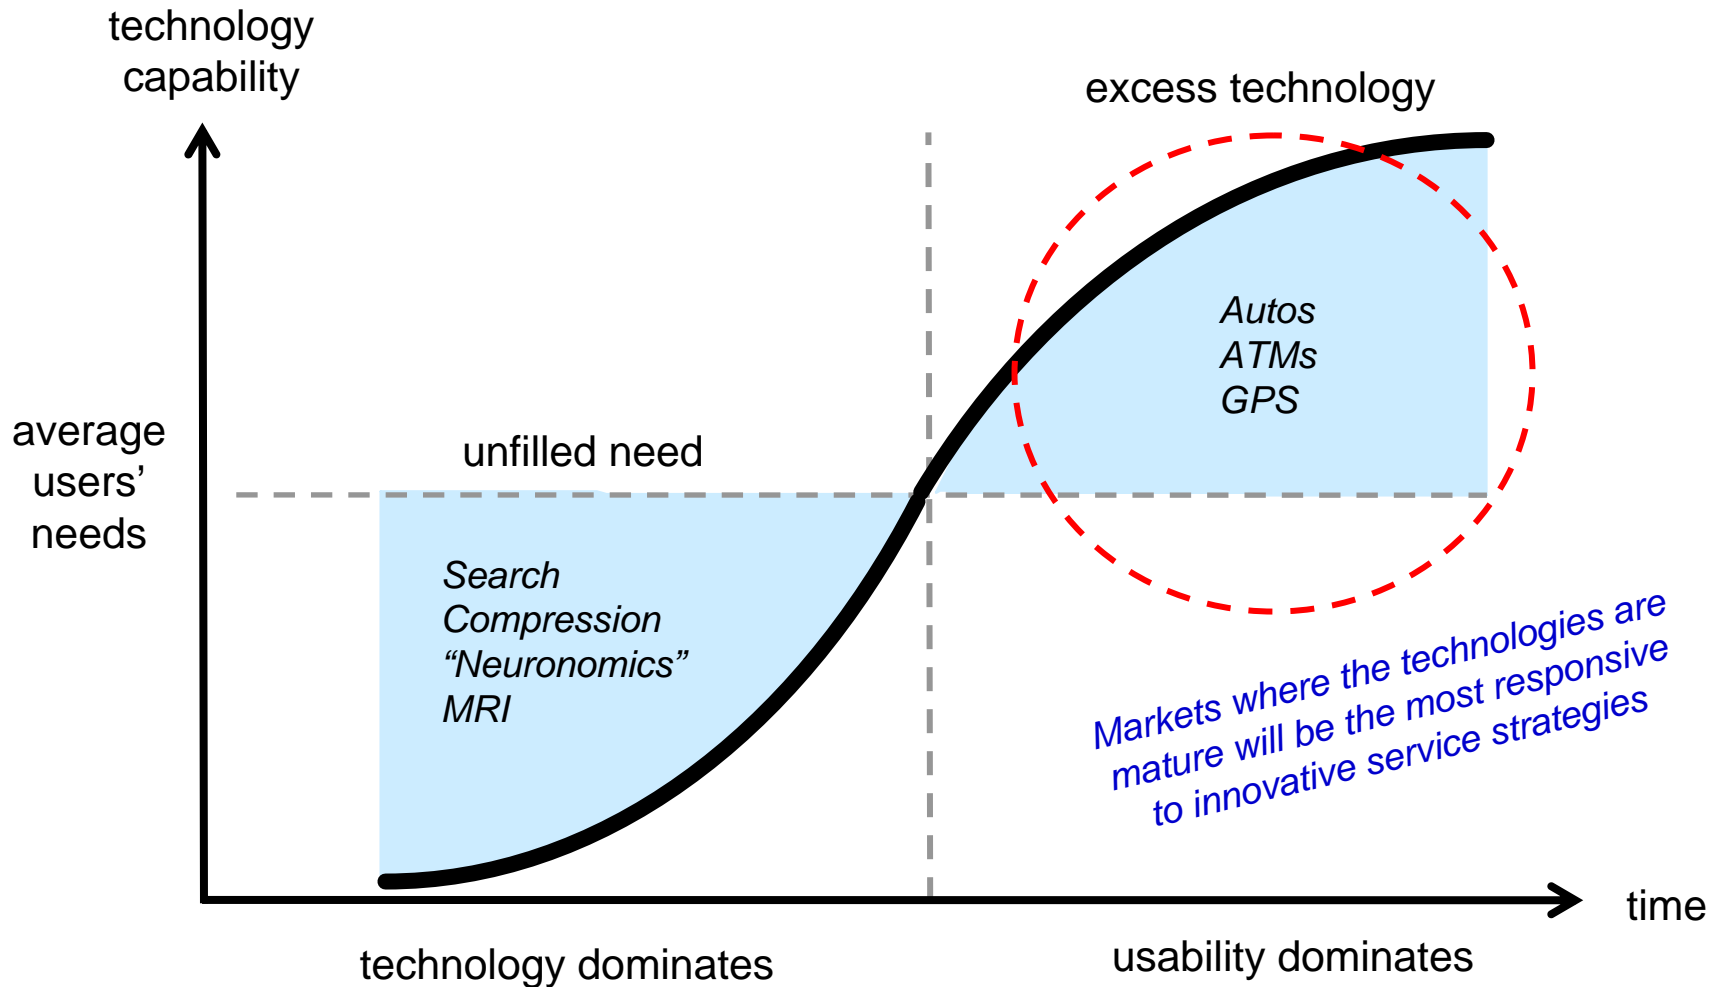 technology
capability
excess technology
Autos
ATMs
GPS
average
users’
needs
unfilled need
Search
Compression
“Neuronomics”
MRI
Markets where the technologies are
mature will be the most responsive
to innovative service strategies
time
technology dominates
usability dominates